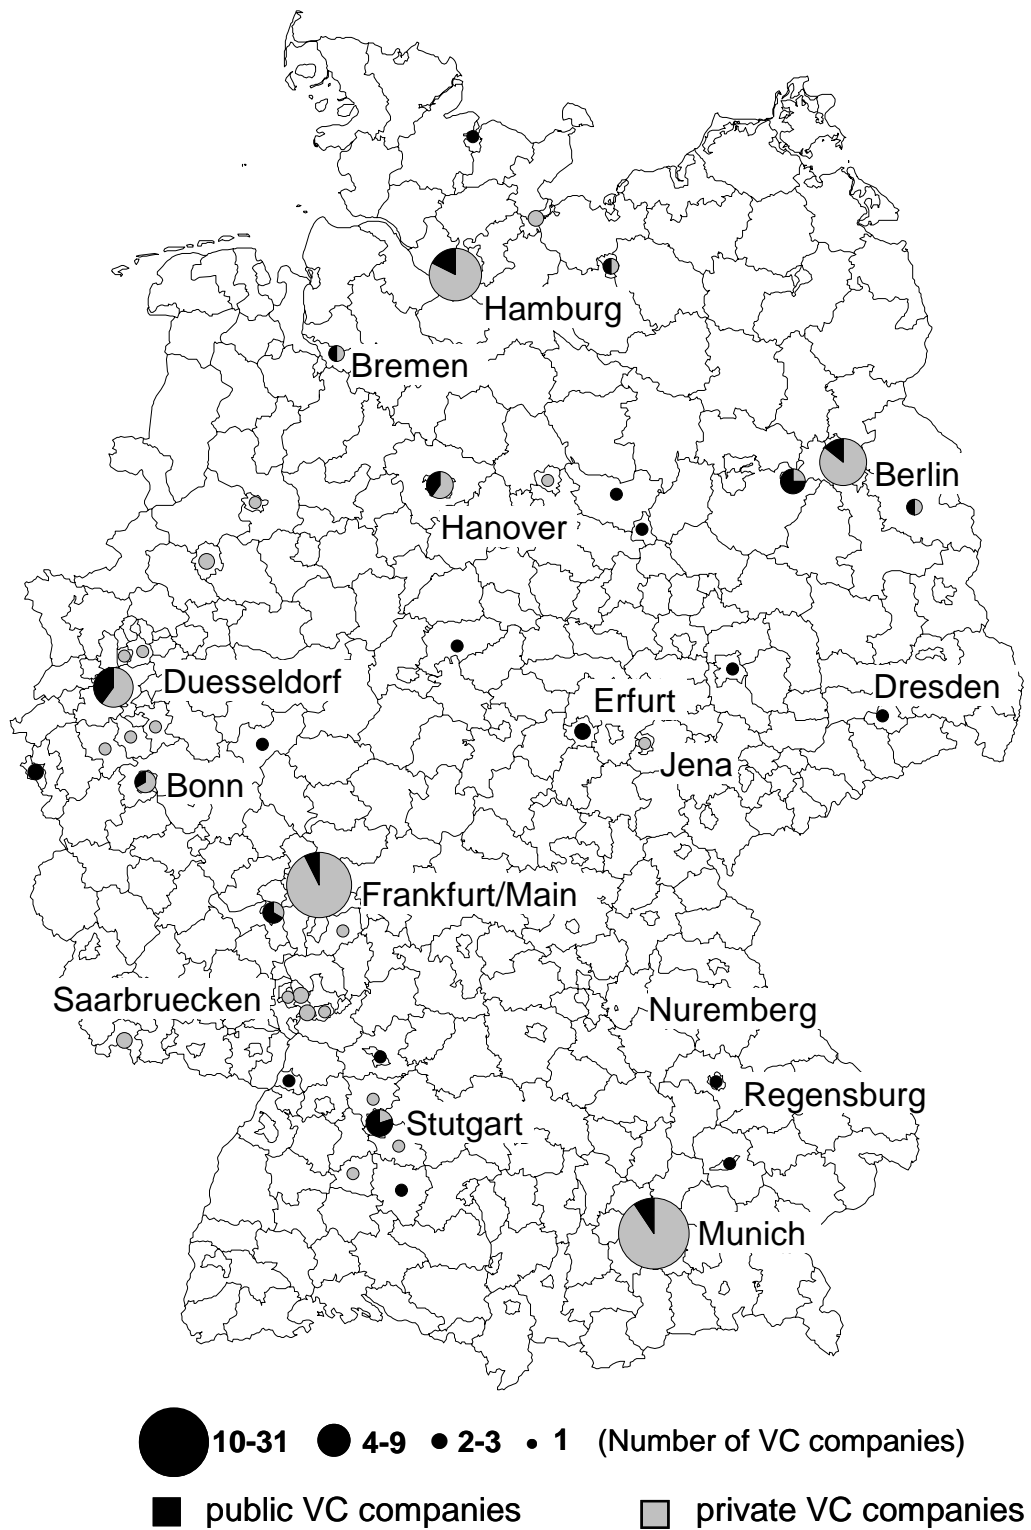 Hamburg
Bremen
Berlin
Hanover
Duesseldorf
Dresden
Erfurt
Jena
Bonn
Frankfurt/Main
Saarbruecken
Nuremberg
Regensburg
Stutgart
Munich
10-31 4-9 2-3 1 (Number of VC companies)
public VC companies private VC companies